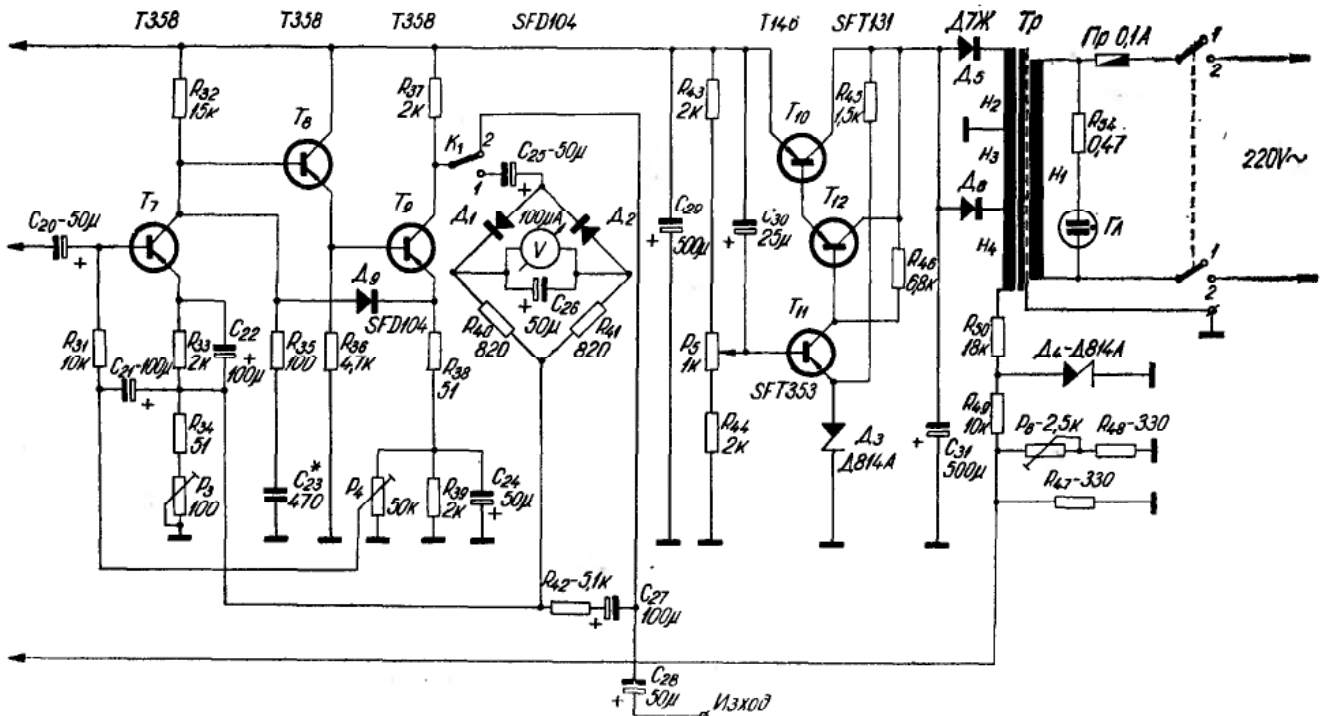 T358 T358 T358 SFD104 T146 SFT131 Д7Ж Тр
Пр 0,1А
1
2
R32
15к
T8
R37
2к
K1
2
1
C25-50µ
+
R43
2к
T10
R45
1,5к
Д5
H2
H3
H1
H4
R54
0,47
220V~
Гл
T7
C20-50µ
+
T9
Д1
100µA
Д2
V
C29
500µ
+
C30
25µ
+
T12
Д8
R46
6,8к
1
2
Д9
SFD104
C26
50µ
+
R40
820
R41
820
R31
10к
C21-100µ
+
R33
2к
C22
100µ
+
R35
100
R36
4,7к
R38
51
P5
1к
T11
SFT353
R50
18к
Д4-Д814А
R34
51
R44
2к
Д3
Д814А
R49
10к
P6-2,5к
R48-330
C31
500µ
+
P3
100
C23*
470
P4
50к
R39
2к
C24
50µ
+
R47-330
R42-5,1к
C27
100µ
+
C28
50µ
+
Изход